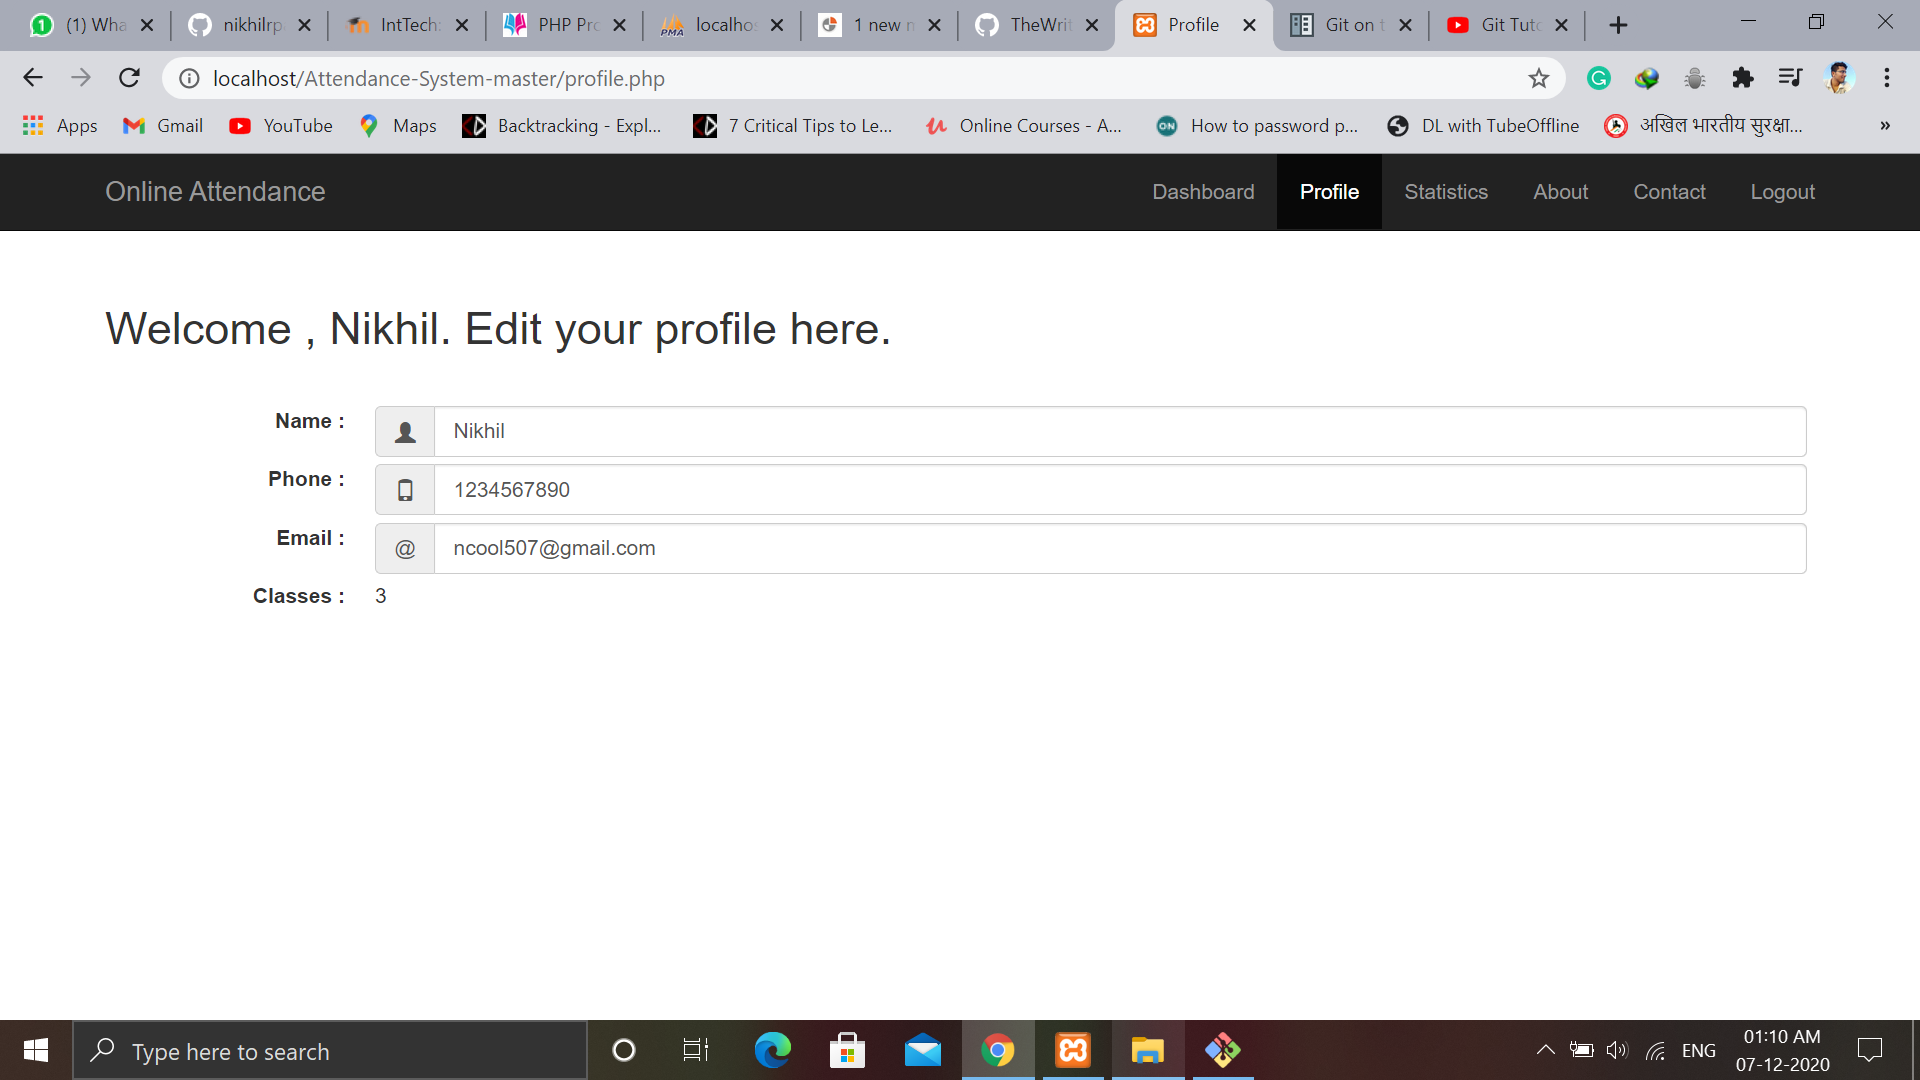 (1) Wha
nikhilrp
IntTech:
PHP Pro
localhos
1 new m
TheWrit
Profile
Git on t
Git Tuto
localhost/Attendance-System-master/profile.php
Apps
Gmail
YouTube
Maps
Backtracking - Expl...
7 Critical Tips to Le...
Online Courses - A...
ON
How to password p...
DL with TubeOffline
अखिल भारतीय सुरक्षा...
»
Online Attendance
Dashboard
Profile
Statistics
About
Contact
Logout
Welcome , Nikhil. Edit your profile here.
Name :
Nikhil
Phone :
1234567890
Email :
@
ncool507@gmail.com
Classes :
3
Type here to search
ENG
01:10 AM
07-12-2020